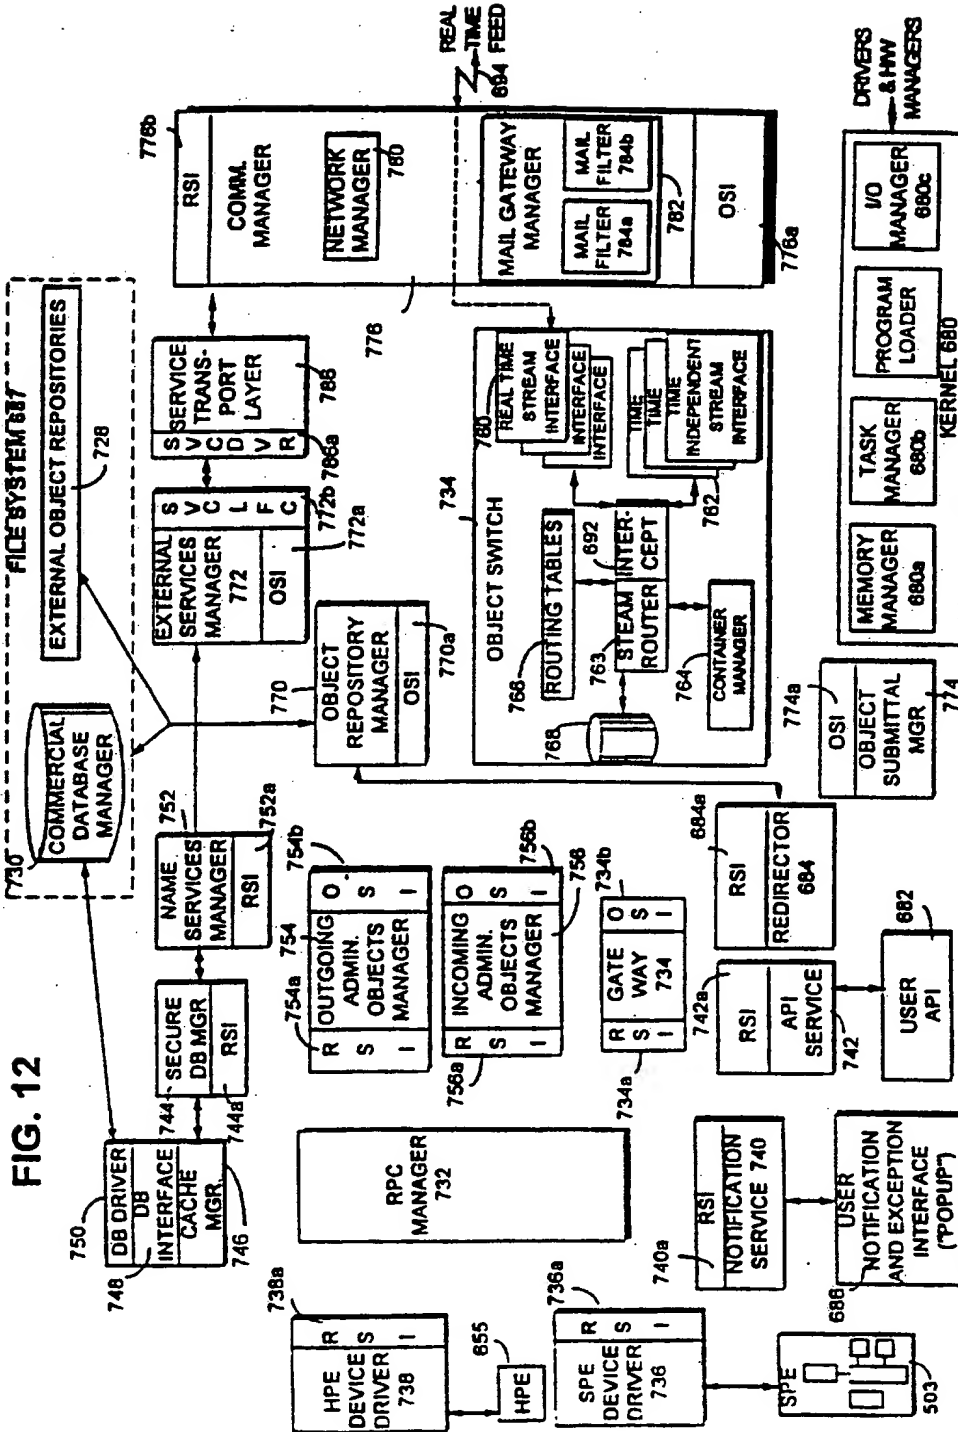 FIG. 12
FILE SYSTEM 687
730
COMMERCIAL
DATABASE
MANAGER
EXTERNAL OBJECT REPOSITORIES
728
750
DB DRIVER
DB
INTERFACE
748
CACHE
MGR.
746
744
SECURE
DB MGR
RSI
744a
NAME
SERVICES
MANAGER
752
RSI
752a
EXTERNAL
SERVICES
MANAGER
772
OSI
772a
S
V
C
L
F
C
772b
S
V
C
D
V
R
786a
SERVICE
TRANS-
PORT
LAYER
786
776b
RSI
COMM.
MANAGER
NETWORK
MANAGER
780
776
MAIL GATEWAY
MANAGER
MAIL
FILTER
784a
MAIL
FILTER
784b
782
OSI
776a
REAL
TIME
FEED
694
770
OBJECT
REPOSITORY
MANAGER
OSI
770a
754a
754
754b
R
S
I
OUTGOING
ADMIN.
OBJECTS
MANAGER
O
S
I
756a
R
S
I
INCOMING
ADMIN.
OBJECTS
MANAGER
O
S
I
756b
756
734
OBJECT SWITCH
766
ROUTING TABLES
692
763
STEAM
ROUTER
INTER-
CEPT
768
764
CONTAINER
MANAGER
780
REAL TIME
STREAM
INTERFACE
INTERFACE
INTERFACE
TIME
TIME
TIME
INDEPENDENT
STREAM
INTERFACE
762
738a
HPE
DEVICE
DRIVER
738
R
S
I
655
HPE
RPC
MANAGER
732
734a
R
S
I
GATE
WAY
734
O
S
I
734b
736a
SPE
DEVICE
DRIVER
736
R
S
I
SPE
503
740a
RSI
NOTIFICATION
SERVICE 740
686
USER
NOTIFICATION
AND EXCEPTION
INTERFACE
("POPUP")
742a
RSI
API
SERVICE
742
USER
API
682
684a
RSI
REDIRECTOR
684
774a
OSI
OBJECT
SUBMITTAL
MGR
774
MEMORY
MANAGER
680a
TASK
MANAGER
680b
PROGRAM
LOADER
I/O
MANAGER
680c
KERNEL 680
DRIVERS
& H/W
MANAGERS